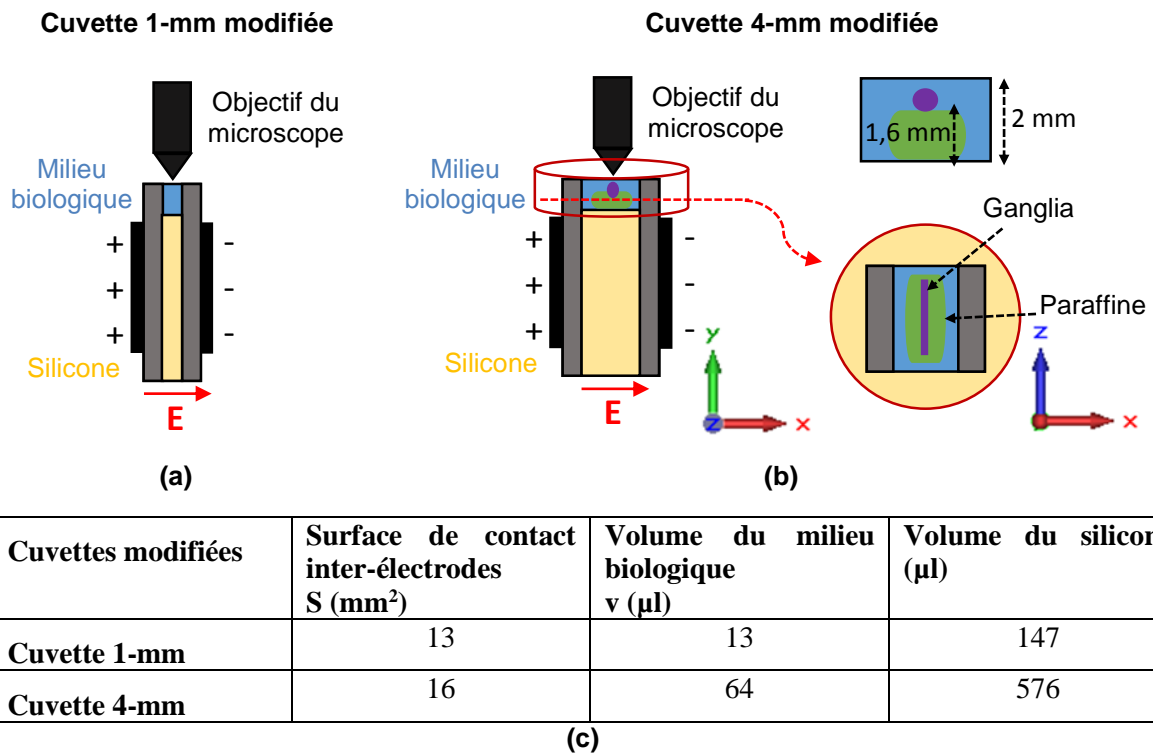 Cuvette 1-mm modifiée
Cuvette 4-mm modifiée
Objectif du
microscope
Milieu
biologique
+ -
+ -
+ -
Silicone
E
(a)
Objectif du
microscope
Milieu
biologique
+ -
+ -
+ -
Silicone
E
1,6 mm
2 mm
Ganglia
Paraffine
Y
Z
X
Z
X
(b)
Cuvettes modifiées
Surface de contact
inter-électrodes
S (mm²)
Volume du milieu
biologique
v (µl)
Volume du silicon
(µl)
Cuvette 1-mm
13
13
147
Cuvette 4-mm
16
64
576
(c)